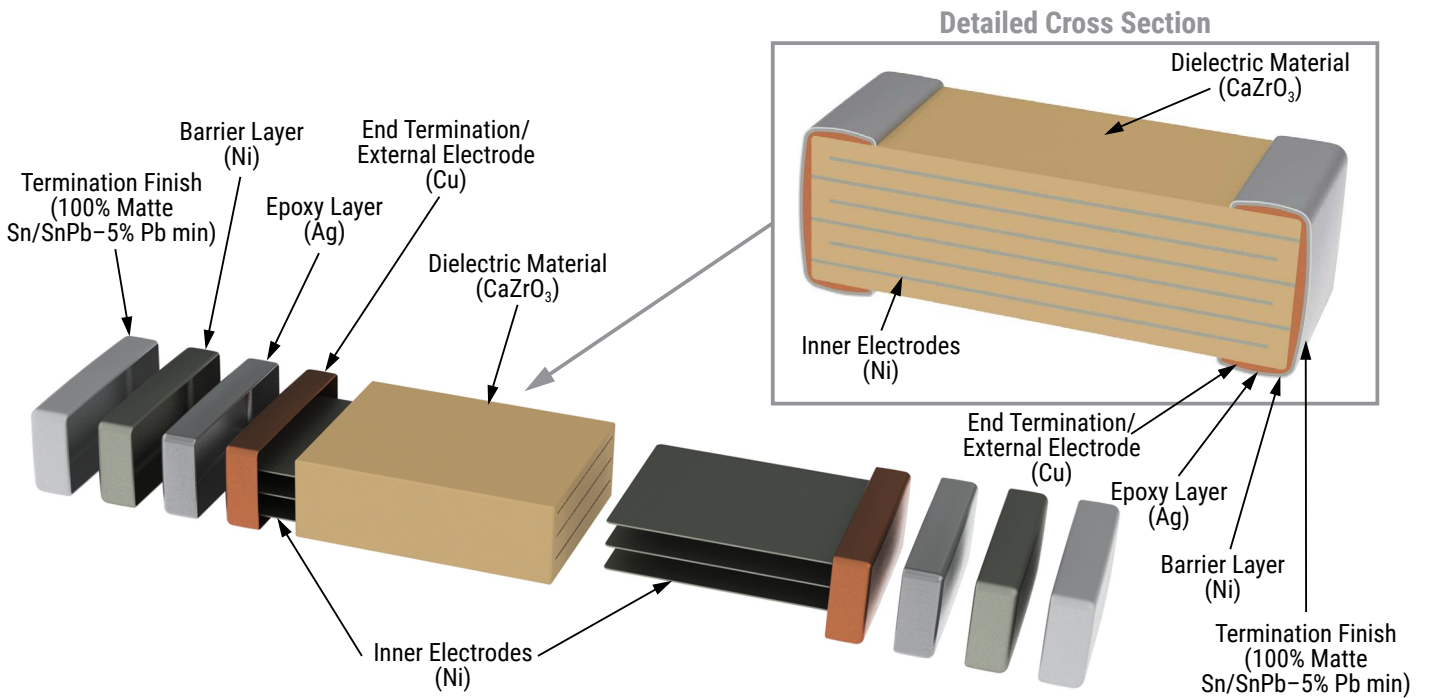 Detailed Cross Section
Dielectric Material
(CaZrO₃)
Inner Electrodes
(Ni)
End Termination/
External Electrode
(Cu)
Epoxy Layer
(Ag)
Barrier Layer
(Ni)
Termination Finish
(100% Matte
Sn/SnPb–5% Pb min)
Termination Finish
(100% Matte
Sn/SnPb–5% Pb min)
Barrier Layer
(Ni)
Epoxy Layer
(Ag)
End Termination/
External Electrode
(Cu)
Dielectric Material
(CaZrO₃)
Inner Electrodes
(Ni)